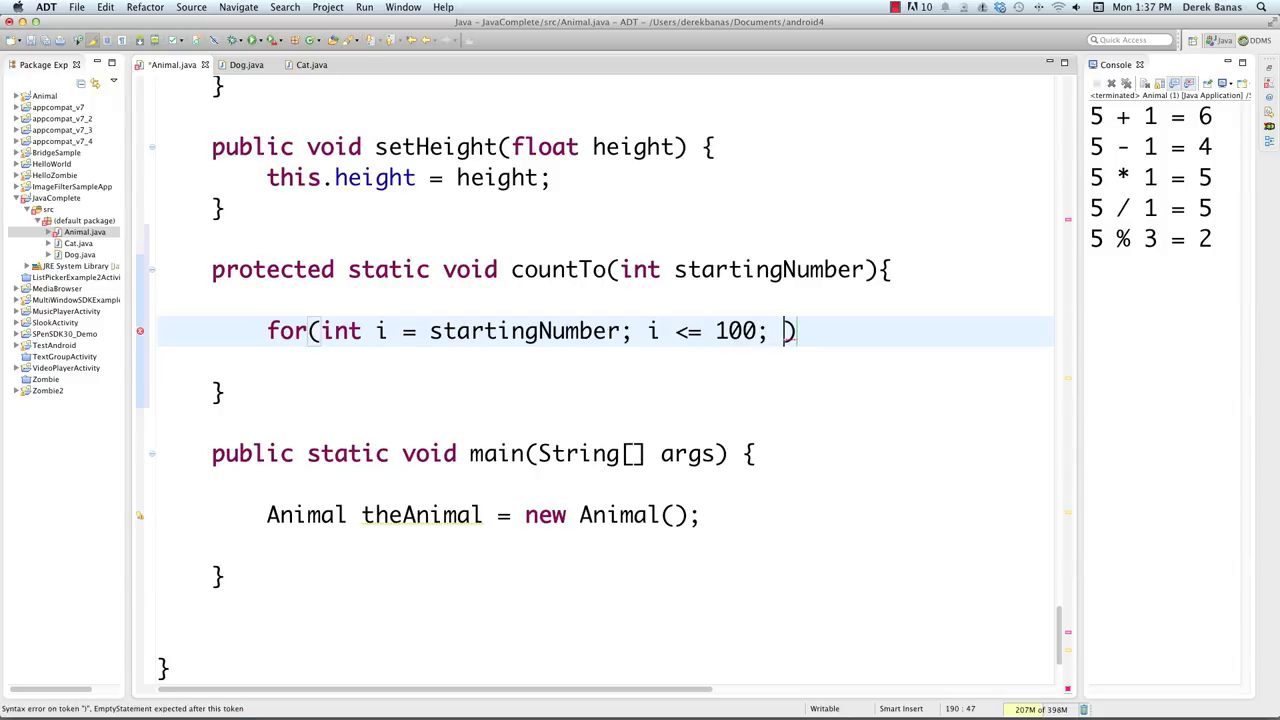 ADT File Edit Refactor Source Navigate Search Project Run Window Help 10 Mon 1:37 PM Derek Banas
Java - JavaComplete/src/Animal.java - ADT - /Users/derekbanas/Documents/android4
Quick Access Java DDMS
Package Exp
*Animal.java Dog.java Cat.java
Console
Animal
appcompat_v7
appcompat_v7_2
appcompat_v7_3
appcompat_v7_4
BridgeSample
HelloWorld
HelloZombie
ImageFilterSampleApp
JavaComplete
src
(default package)
Animal.java
Cat.java
Dog.java
JRE System Library [Ja
ListPickerExample2Activi
MediaBrowser
MultiWindowSDKExample
MusicPlayerActivity
SlookActivity
SPenSDK30_Demo
TestAndroid
TextGroupActivity
VideoPlayerActivity
Zombie
Zombie2
}
public void setHeight(float height) {
this.height = height;
}
protected static void countTo(int startingNumber){
for(int i = startingNumber; i <= 100; )
}
public static void main(String[] args) {
Animal theAnimal = new Animal();
}
}
<terminated> Animal (1) [Java Application] /S
5 + 1 = 6
5 - 1 = 4
5 * 1 = 5
5 / 1 = 5
5 % 3 = 2
Syntax error on token ")", EmptyStatement expected after this token Writable Smart Insert 190 : 47 207M of 398M